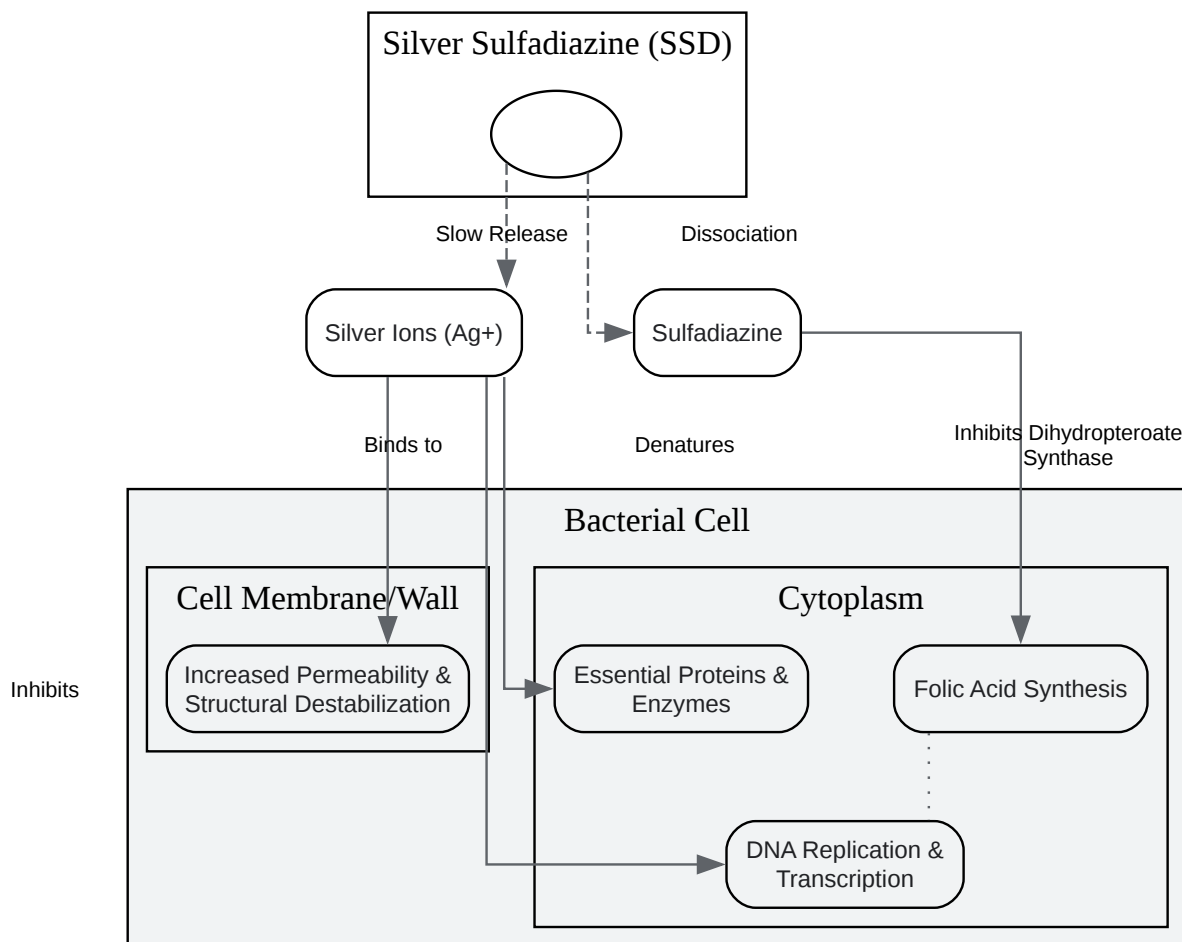 Silver Sulfadiazine (SSD)
Slow Release
Dissociation
Silver Ions (Ag+)
Sulfadiazine
Binds to
Denatures
Inhibits Dihydropteroate
Synthase
Bacterial Cell
Cell Membrane/Wall
Cytoplasm
Inhibits
Increased Permeability &
Structural Destabilization
Essential Proteins &
Enzymes
Folic Acid Synthesis
DNA Replication &
Transcription